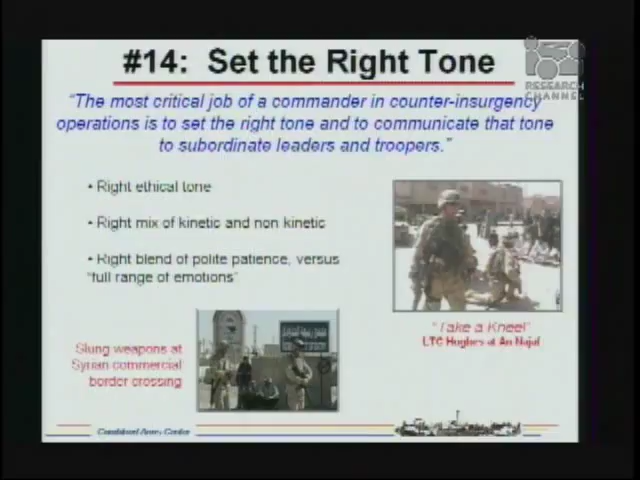 #14: Set the Right Tone
RESEARCH
CHANNEL
"The most critical job of a commander in counter-insurgency
operations is to set the right tone and to communicate that tone
to subordinate leaders and troopers."
• Right ethical tone
• Right mix of kinetic and non kinetic
• Right blend of polite patience, versus
"full range of emotions"
"Take a Knee!"
LTC Hughes at An Najaf
Slung weapons at
Syrian commercial
border crossing
Combined Arms Center